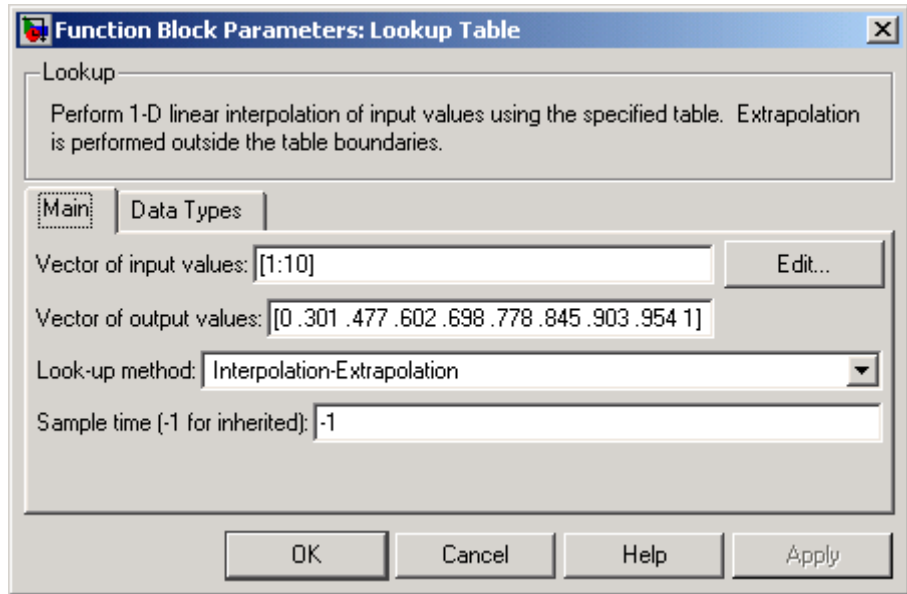 Function Block Parameters: Lookup Table
Lookup
Perform 1-D linear interpolation of input values using the specified table.  Extrapolation
is performed outside the table boundaries.
Main
Data Types
Vector of input values: [1:10]
Edit...
Vector of output values: [0 .301 .477 .602 .698 .778 .845 .903 .954 1]
Look-up method: Interpolation-Extrapolation
Sample time (-1 for inherited): -1
OK
Cancel
Help
Apply